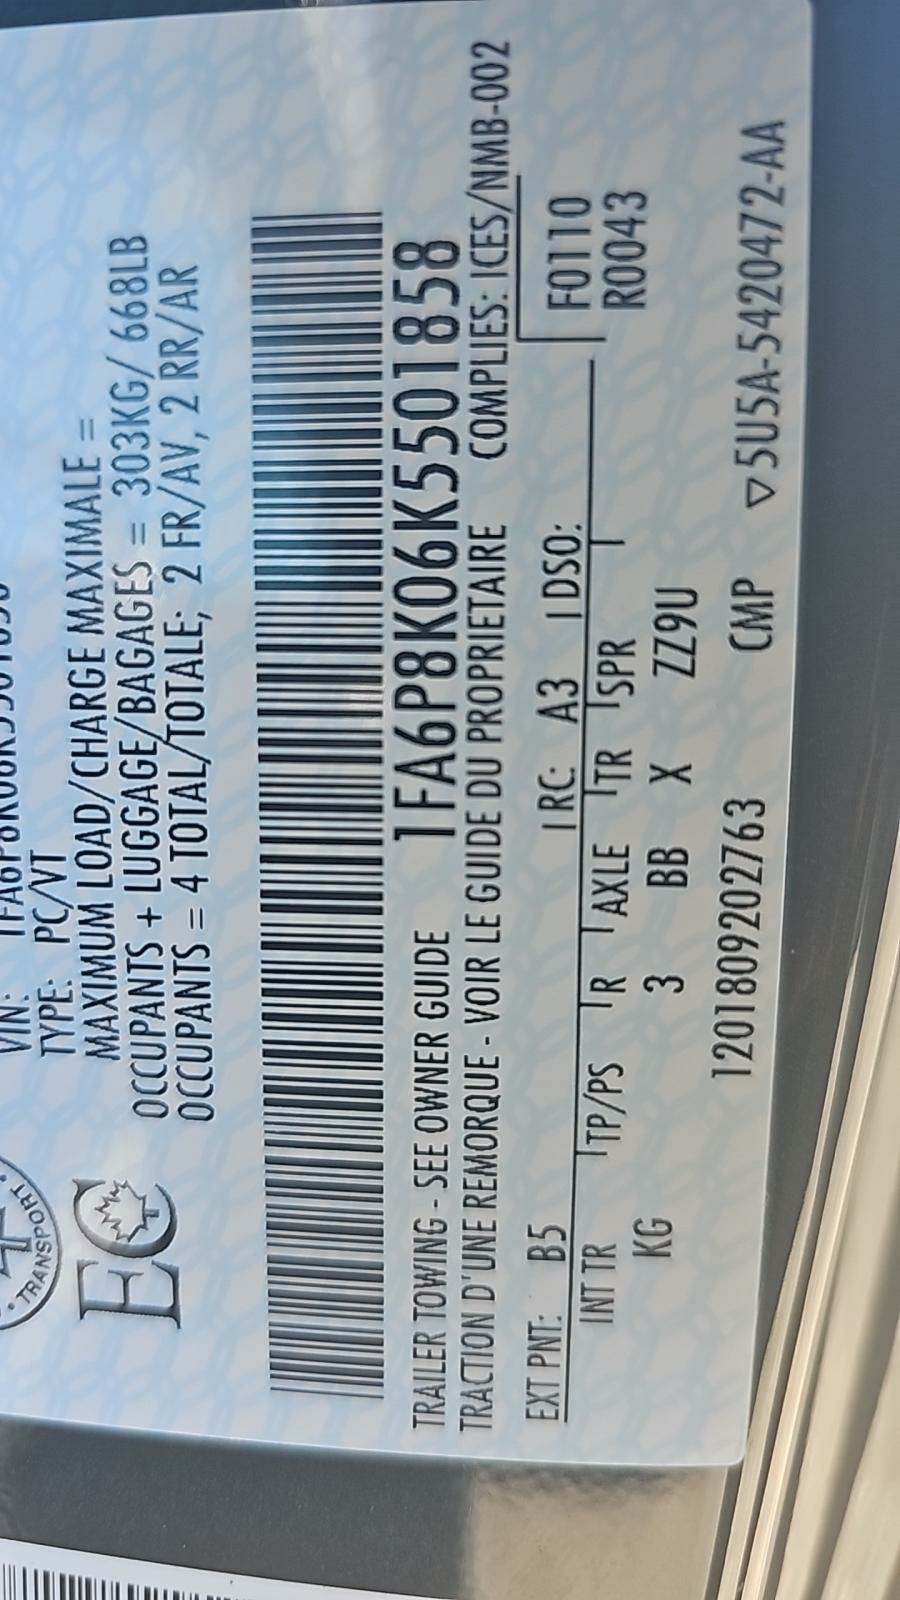 VIN: 1FA6P8K06K5501858
TYPE: PC/VT
MAXIMUM LOAD/CHARGE MAXIMALE =
OCCUPANTS + LUGGAGE/BAGAGES = 303KG/ 668LB
OCCUPANTS = 4 TOTAL/TOTALE; 2 FR/AV, 2 RR/AR
TRANSPORT
EC
1FA6P8K06K5501858
TRAILER TOWING - SEE OWNER GUIDE
TRACTION D'UNE REMORQUE - VOIR LE GUIDE DU PROPRIETAIRE COMPLIES: ICES/NMB-002
EXT PNT: B5 RC: A3 DSO: F0110
INT TR TP/PS R AXLE TR SPR R0043
KG 3 BB X ZZ9U
1201809202763 CMP ▽5U5A-5420472-AA